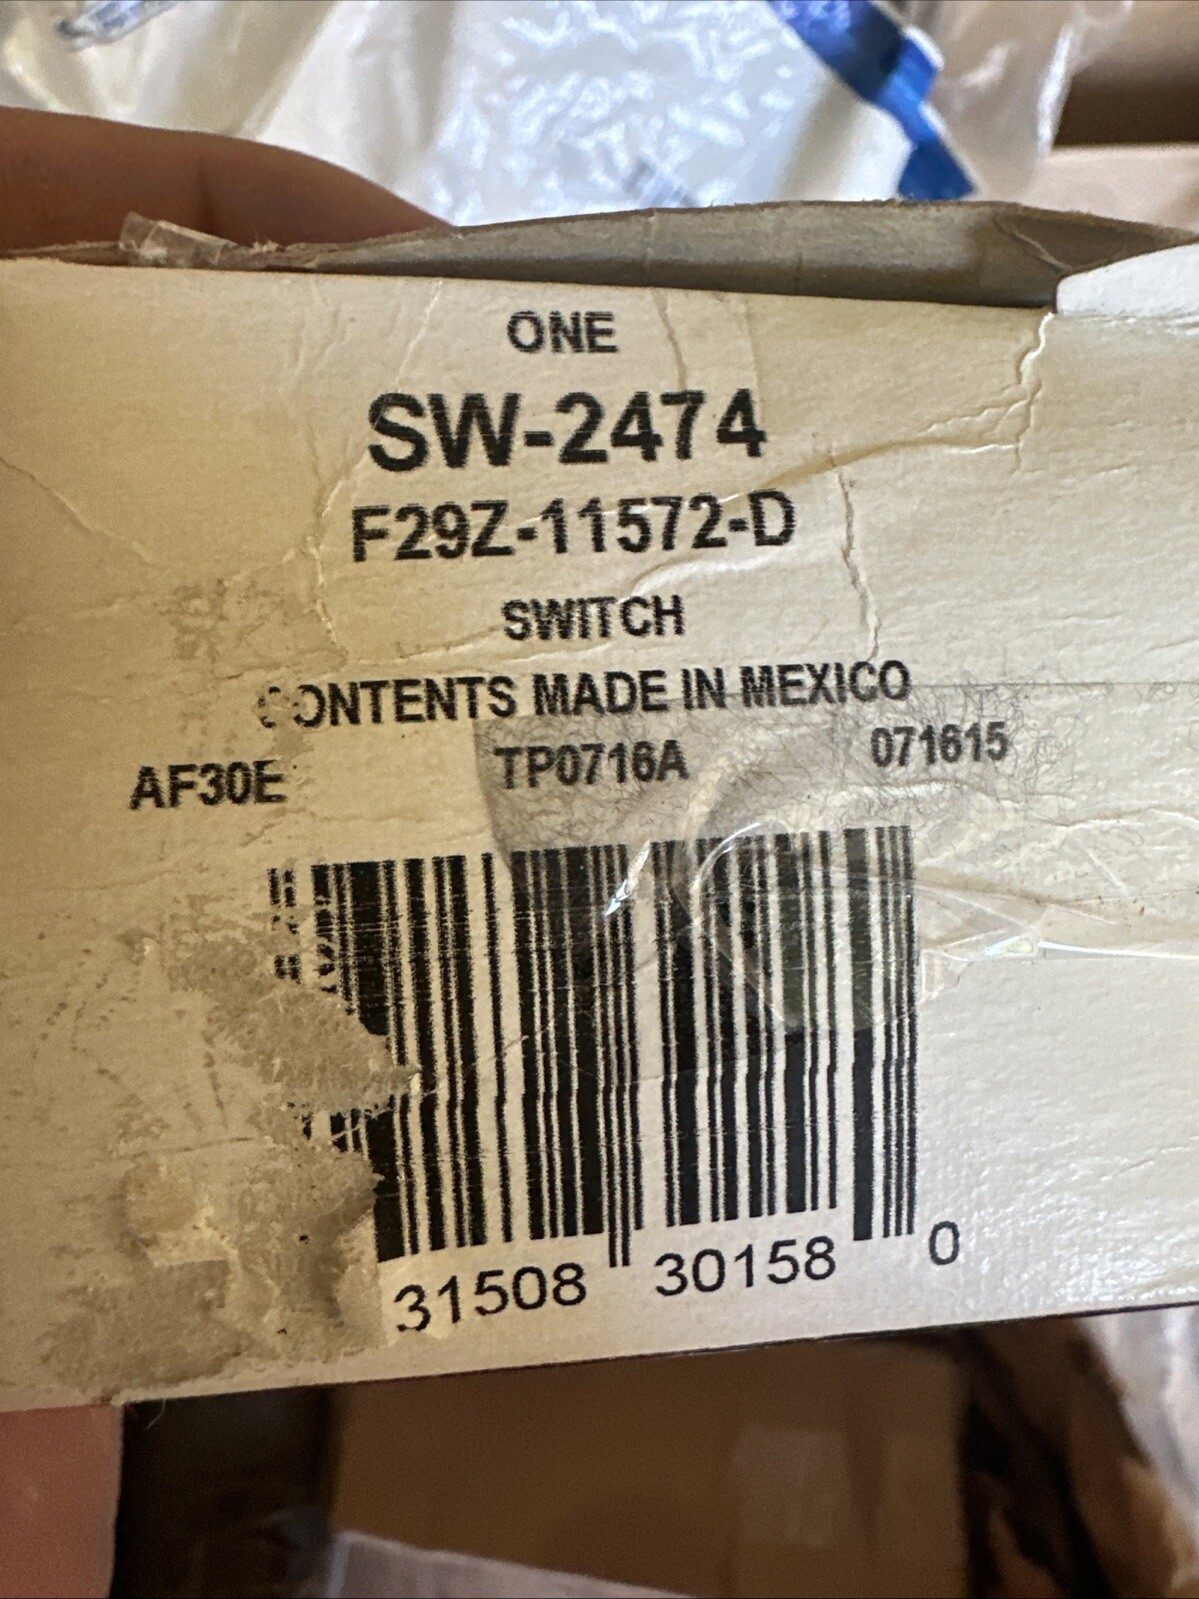 ONE
SW-2474
F29Z-11572-D
SWITCH
CONTENTS MADE IN MEXICO
AF30E TP0716A 071615
31508 30158 0